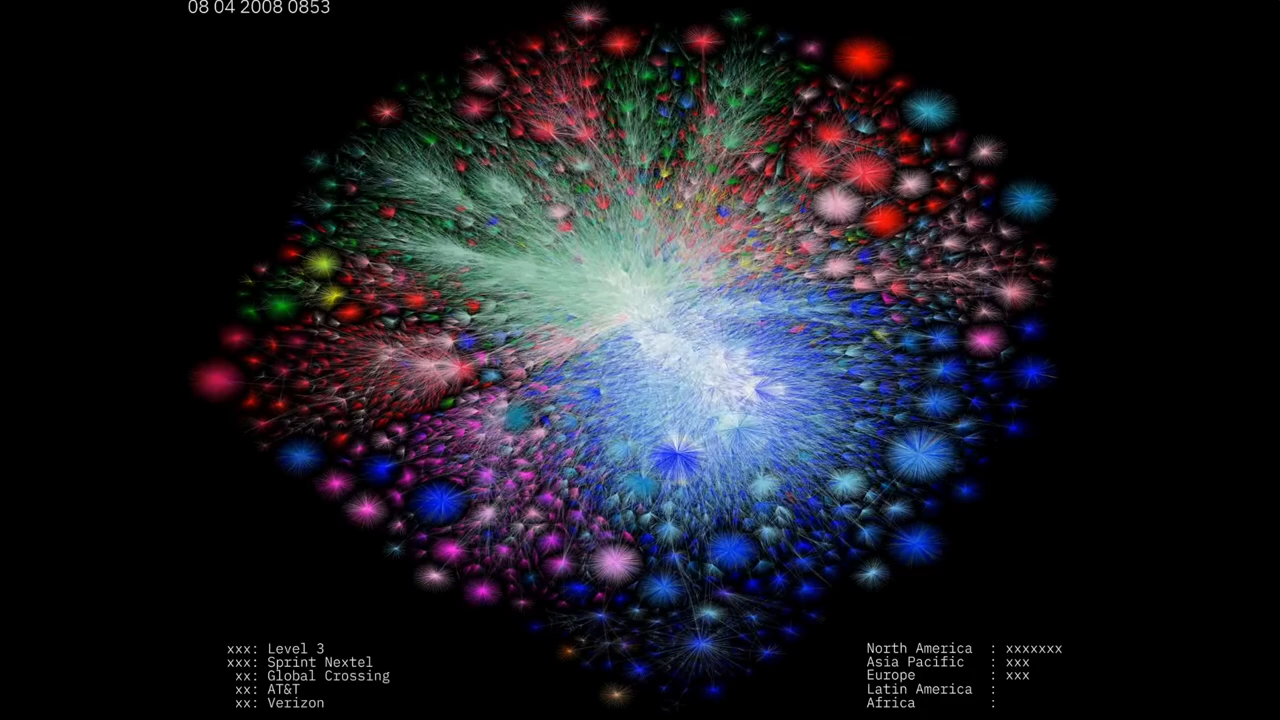 08 04 2008 0853
xxx: Level 3
xxx: Sprint Nextel
xx: Global Crossing
xx: AT&T
xx: Verizon
North America : xxxxxxx
Asia Pacific : xxx
Europe : xxx
Latin America :
Africa :